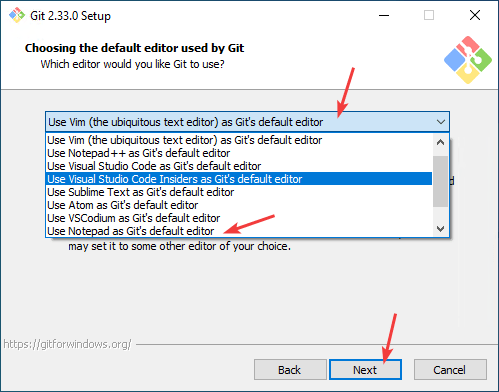 Git 2.33.0 Setup
Choosing the default editor used by Git
Which editor would you like Git to use?
Use Vim (the ubiquitous text editor) as Git's default editor
Use Vim (the ubiquitous text editor) as Git's default editor
Use Notepad++ as Git's default editor
Use Visual Studio Code as Git's default editor
Use Visual Studio Code Insiders as Git's default editor
Use Sublime Text as Git's default editor
Use Atom as Git's default editor
Use VSCodium as Git's default editor
Use Notepad as Git's default editor
may set it to some other editor of your choice.
https://gitforwindows.org/
Back
Next
Cancel